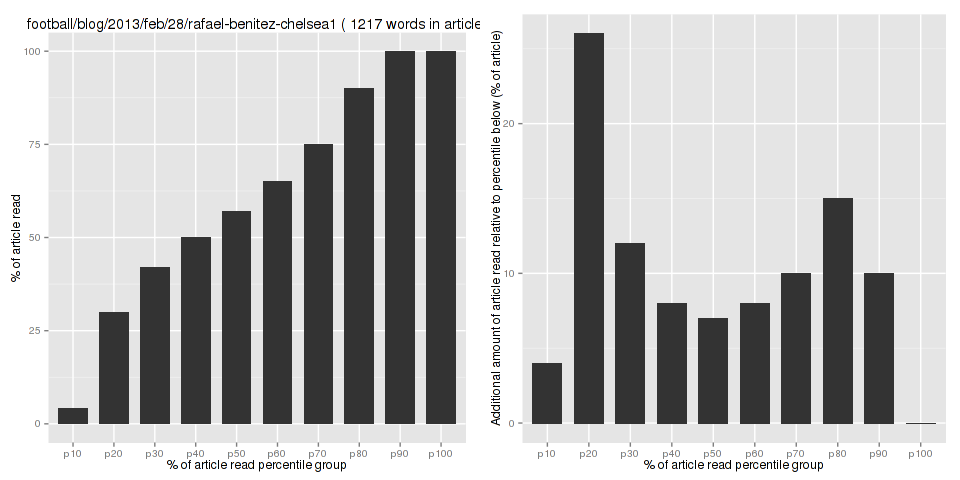 football/blog/2013/feb/28/rafael-benitez-chelsea1 ( 1217 words in article
% of article read
100
75
50
25
0
p10 p20 p30 p40 p50 p60 p70 p80 p90 p100
% of article read percentile group
Additional amount of article read relative to percentile below (% of article)
20
10
0
p10 p20 p30 p40 p50 p60 p70 p80 p90 p100
% of article read percentile group